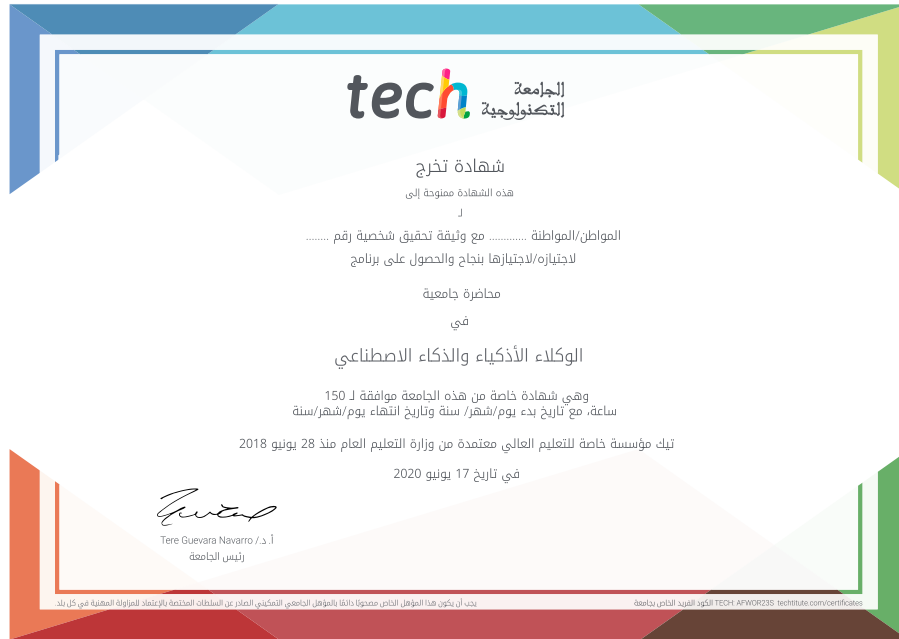 tech الجامعة
التكنولوجية
شهادة تخرج
هذه الشهادة ممنوحة إلى
لـ
المواطن/المواطنة ............ مع وثيقة تحقيق شخصية رقم ........
لاجتيازه/لاجتيازها بنجاح والحصول على برنامج
محاضرة جامعية
في
الوكلاء الأذكياء والذكاء الاصطناعي
وهي شهادة خاصة من هذه الجامعة موافقة لـ 150
ساعة، مع تاريخ بدء يوم/شهر/ سنة وتاريخ انتهاء يوم/شهر/سنة
تيك مؤسسة خاصة للتعليم العالي معتمدة من وزارة التعليم العام منذ 28 يونيو 2018
في تاريخ 17 يونيو 2020
أ. د./ Tere Guevara Navarro
رئيس الجامعة
يجب أن يكون هذا المؤهل الخاص مصحوبًا دائمًا بالمؤهل الجامعي التمكيني الصادر عن السلطات المختصة بالإعتماد للمزاولة المهنية في كل بلد.
الكود الفريد الخاص بجامعة TECH: AFWOR23S techtitute.com/certificates